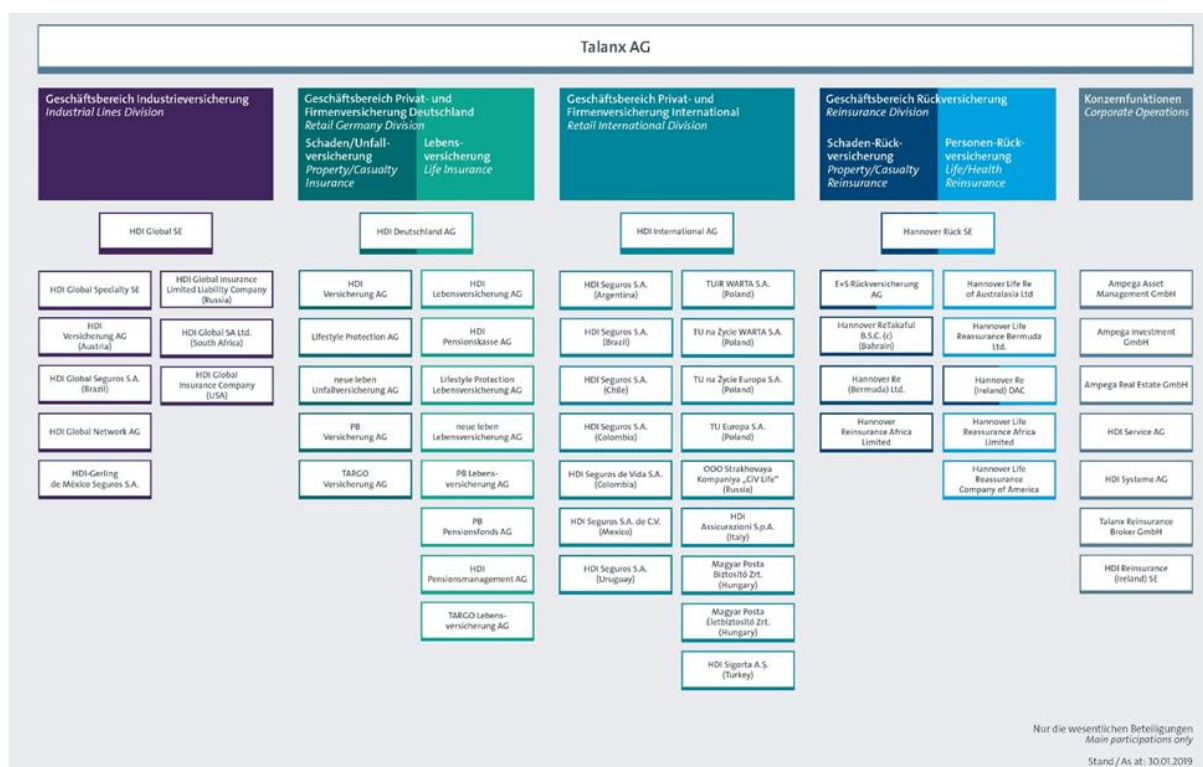 Talanx AG
Geschäftsbereich Industrieversicherung
Industrial Lines Division
Geschäftsbereich Privat- und
Firmenversicherung Deutschland
Retail Germany Division
Schaden/Unfall-
versicherung
Property/Casualty
Insurance
Lebens-
versicherung
Life Insurance
Geschäftsbereich Privat- und
Firmenversicherung International
Retail International Division
Geschäftsbereich Rückversicherung
Reinsurance Division
Schaden-Rück-
versicherung
Property/Casualty
Reinsurance
Personen-Rück-
versicherung
Life/Health
Reinsurance
Konzernfunktionen
Corporate Operations
HDI Global SE
HDI Deutschland AG
HDI International AG
Hannover Rück SE
HDI Global Specialty SE
HDI
Versicherung AG
(Austria)
HDI Global Seguros S.A.
(Brazil)
HDI Global Network AG
HDI-Gerling
de México Seguros S.A.
HDI Global Insurance
Limited Liability Company
(Russia)
HDI Global SA Ltd.
(South Africa)
HDI Global
Insurance Company
(USA)
HDI
Versicherung AG
Lifestyle Protection AG
neue leben
Unfallversicherung AG
PB
Versicherung AG
TARGO
Versicherung AG
HDI
Lebensversicherung AG
HDI
Pensionskasse AG
Lifestyle Protection
Lebensversicherung AG
neue leben
Lebensversicherung AG
PB Lebens-
versicherung AG
PB
Pensionsfonds AG
HDI
Pensionsmanagement AG
TARGO Lebens-
versicherung AG
HDI Seguros S.A.
(Argentina)
HDI Seguros S.A.
(Brazil)
HDI Seguros S.A.
(Chile)
HDI Seguros S.A.
(Colombia)
HDI Seguros de Vida S.A.
(Colombia)
HDI Seguros S.A. de C.V.
(Mexico)
HDI Seguros S.A.
(Uruguay)
TUiR WARTA S.A.
(Poland)
TU na Życie WARTA S.A.
(Poland)
TU na Życie Europa S.A.
(Poland)
TU Europa S.A.
(Poland)
OOO Strakhovaya
Kompaniya „CiV Life“
(Russia)
HDI
Assicurazioni S.p.A.
(Italy)
Magyar Posta
Biztosító Zrt.
(Hungary)
Magyar Posta
Életbiztosító Zrt.
(Hungary)
HDI Sigorta A.Ş.
(Turkey)
E+S Rückversicherung
AG
Hannover ReTakaful
B.S.C. (c)
(Bahrain)
Hannover Re
(Bermuda) Ltd.
Hannover
Reinsurance Africa
Limited
Hannover Life Re
of Australasia Ltd
Hannover Life
Reassurance Bermuda
Ltd.
Hannover Re
(Ireland) DAC
Hannover Life
Reassurance Africa
Limited
Hannover Life
Reassurance
Company of America
Ampega Asset
Management GmbH
Ampega Investment
GmbH
Ampega Real Estate GmbH
HDI Service AG
HDI Systeme AG
Talanx Reinsurance
Broker GmbH
HDI Reinsurance
(Ireland) SE
Nur die wesentlichen Beteiligungen
Main participations only
Stand / As at: 30.01.2019